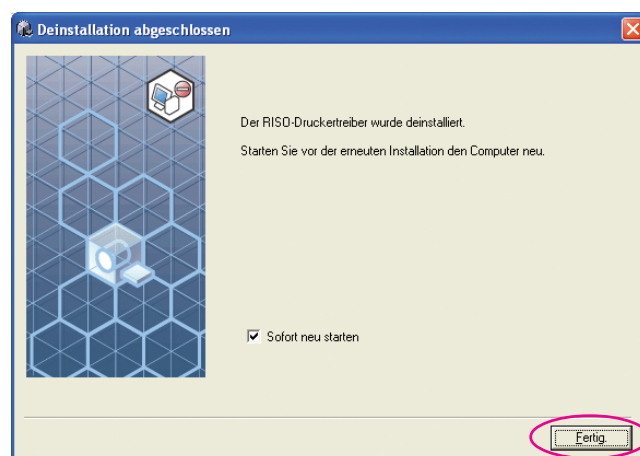 Deinstallation abgeschlossen
Der RISO-Druckertreiber wurde deinstalliert.
Starten Sie vor der erneuten Installation den Computer neu.
Sofort neu starten
Fertig.